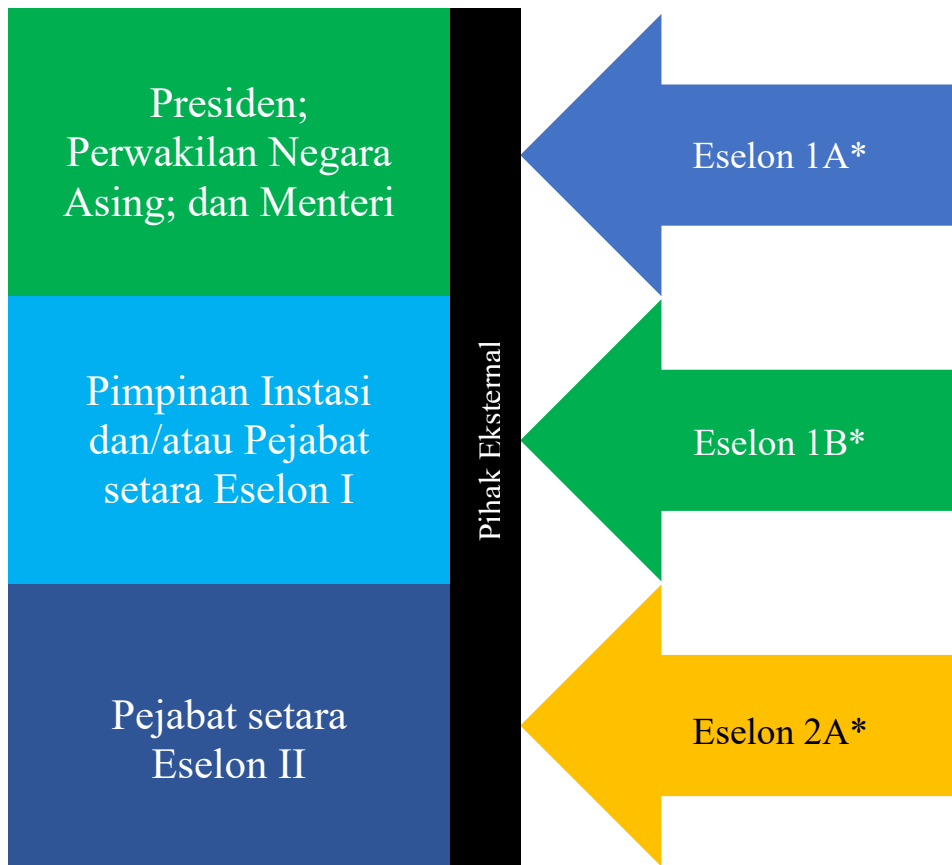 Presiden;
Perwakilan Negara
Asing; dan Menteri
Eselon 1A*
Pihak Eksternal
Pimpinan Instasi
dan/atau Pejabat
setara Eselon I
Eselon 1B*
Pejabat setara
Eselon II
Eselon 2A*